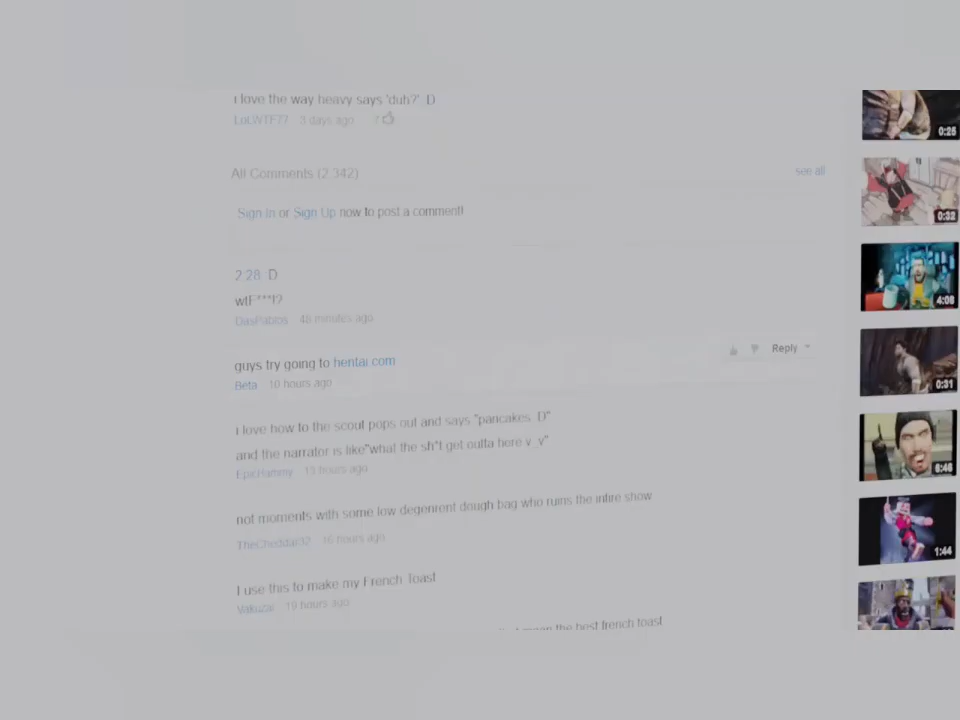 i love the way heavy says 'duh?' :D
LuLWTF77 3 days ago 7
All Comments (2,342)
see all
Sign In or Sign Up now to post a comment!
2:28 :D
wtF***!?
48 minutes ago
guys try going to hentai.com
Reply
Beta 10 hours ago
i love how to the scout pops out and says "pancakes :D"
and the narrator is like"what the sh*t get outta here v_v"
EpicHammy 13 hours ago
not moments with some low degenrent dough bag who ruins the intire show
TheCheddar32 16 hours ago
I use this to make my French Toast
Vakuzai 19 hours ago
mean the best french toast
0:25
0:32
4:08
0:31
6:46
1:44